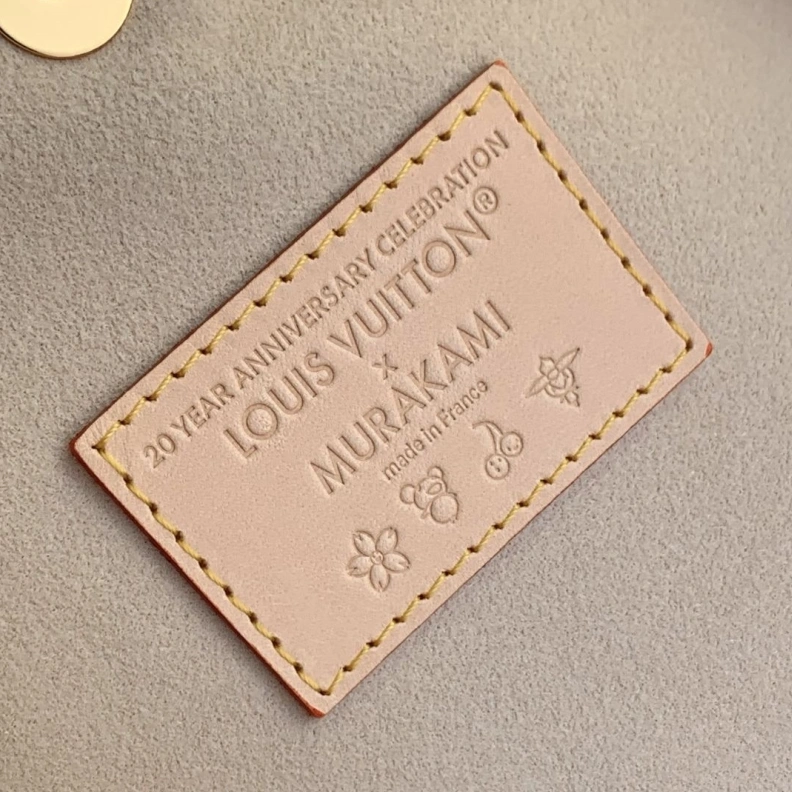 20 YEAR ANNIVERSARY CELEBRATION
LOUIS VUITTON®
x
MURAKAMI
made in France